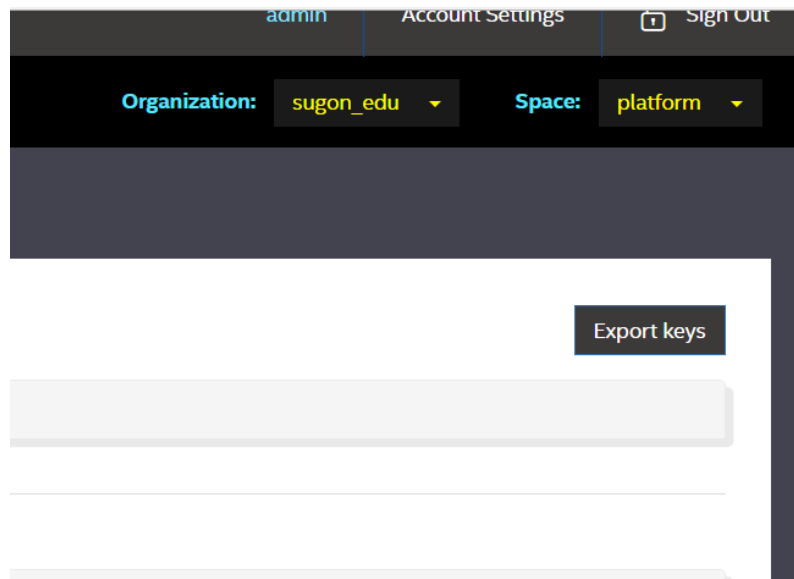 admin Account Settings Sign Out
Organization: sugon_edu Space: platform
Export keys